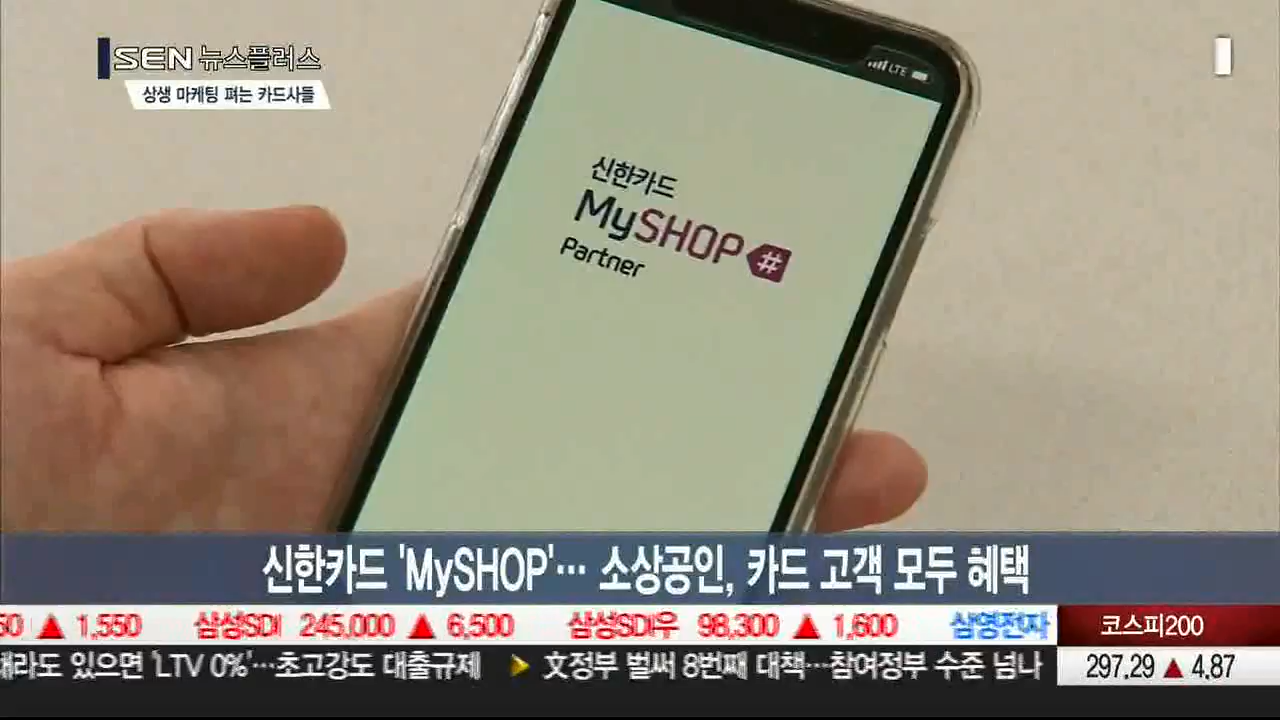 SEN 뉴스플러스
상생 마케팅 펴는 카드사들
LTE
신한카드
MySHOP #
Partner
신한카드 'MySHOP'… 소상공인, 카드 고객 모두 혜택
50 ▲ 1,550 삼성SDI 245,000 ▲ 6,500 삼성SDI우 98,300 ▲ 1,600 삼영전자
코스피200
해라도 있으면 'LTV 0%'…초고강도 대출규제 ▶ 文정부 벌써 8번째 대책…참여정부 수준 넘나
297.29 ▲ 4.87